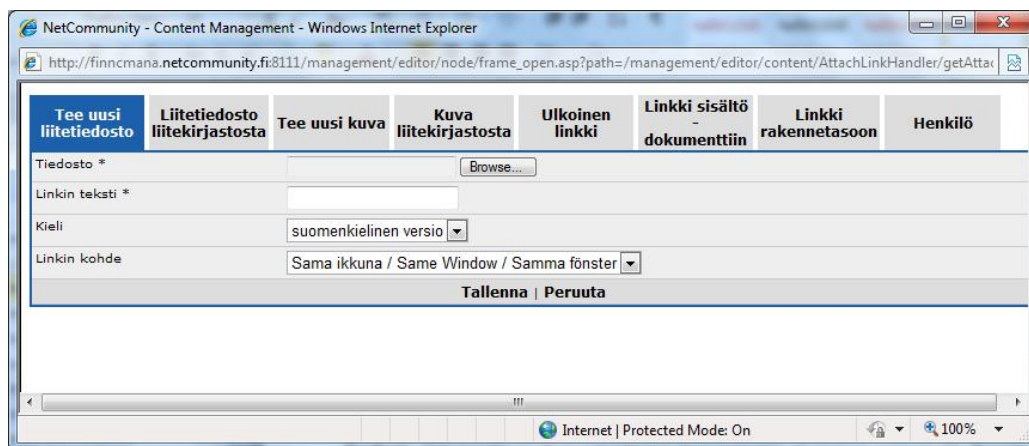 NetCommunity - Content Management - Windows Internet Explorer
http://finncmana.netcommunity.fi:8111/management/editor/node/frame_open.asp?path=/management/editor/content/AttachLinkHandler/getAttac
Tee uusi liitetiedosto
Liitetiedosto liitekirjastosta
Tee uusi kuva
Kuva liitekirjastosta
Ulkoinen linkki
Linkki sisältö - dokumenttiin
Linkki rakennetasoon
Henkilö
Tiedosto * Browse...
Linkin teksti *
Kieli suomenkielinen versio
Linkin kohde Sama ikkuna / Same Window / Samma fönster
Tallenna | Peruuta
Internet | Protected Mode: On 100%